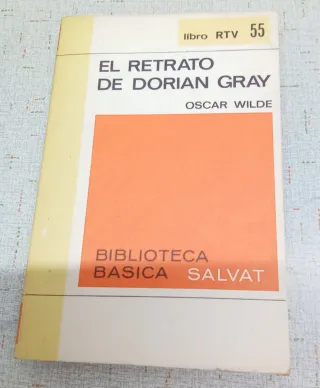 libro RTV 55
EL RETRATO
DE DORIAN GRAY
OSCAR WILDE
BIBLIOTECA
BASICA SALVAT